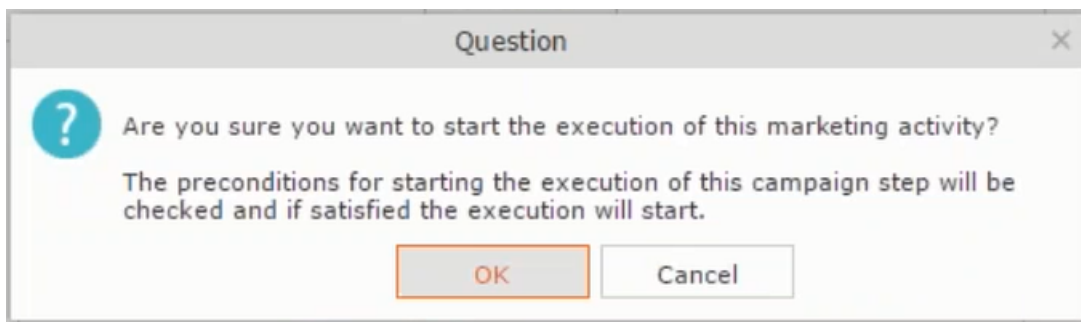 Question
Are you sure you want to start the execution of this marketing activity?
The preconditions for starting the execution of this campaign step will be
checked and if satisfied the execution will start.
OK
Cancel